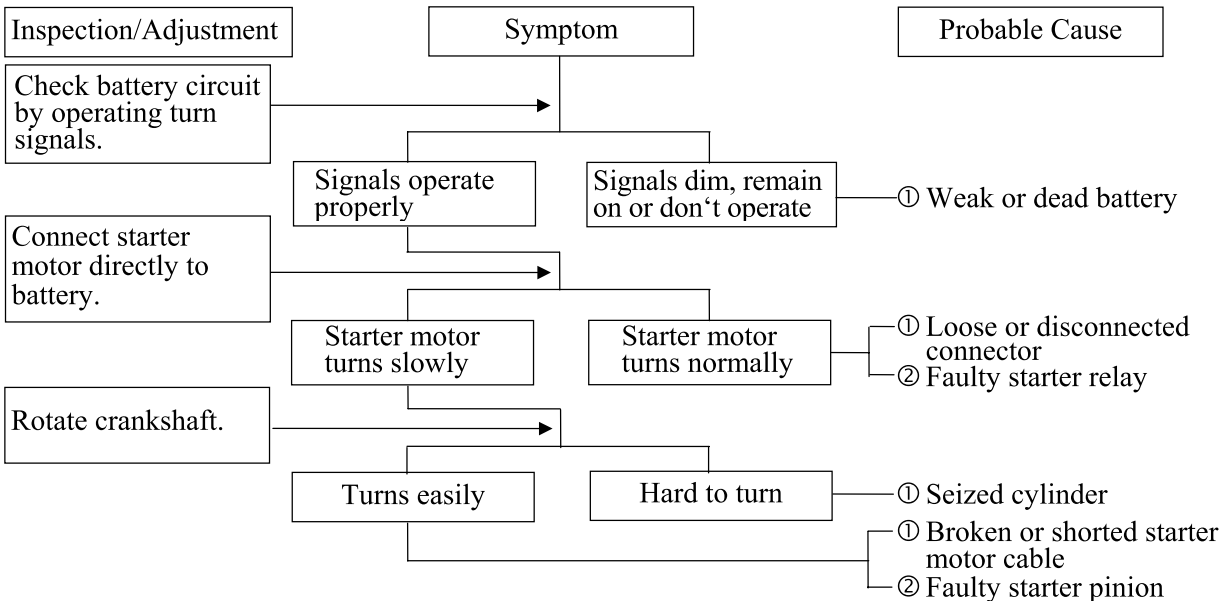 Inspection/Adjustment
Symptom
Probable Cause
Check battery circuit
by operating turn
signals.
Signals operate
properly
Signals dim, remain
on or don‘t operate
① Weak or dead battery
Connect starter
motor directly to
battery.
Starter motor
turns slowly
Starter motor
turns normally
① Loose or disconnected
connector
② Faulty starter relay
Rotate crankshaft.
Turns easily
Hard to turn
① Seized cylinder
① Broken or shorted starter
motor cable
② Faulty starter pinion